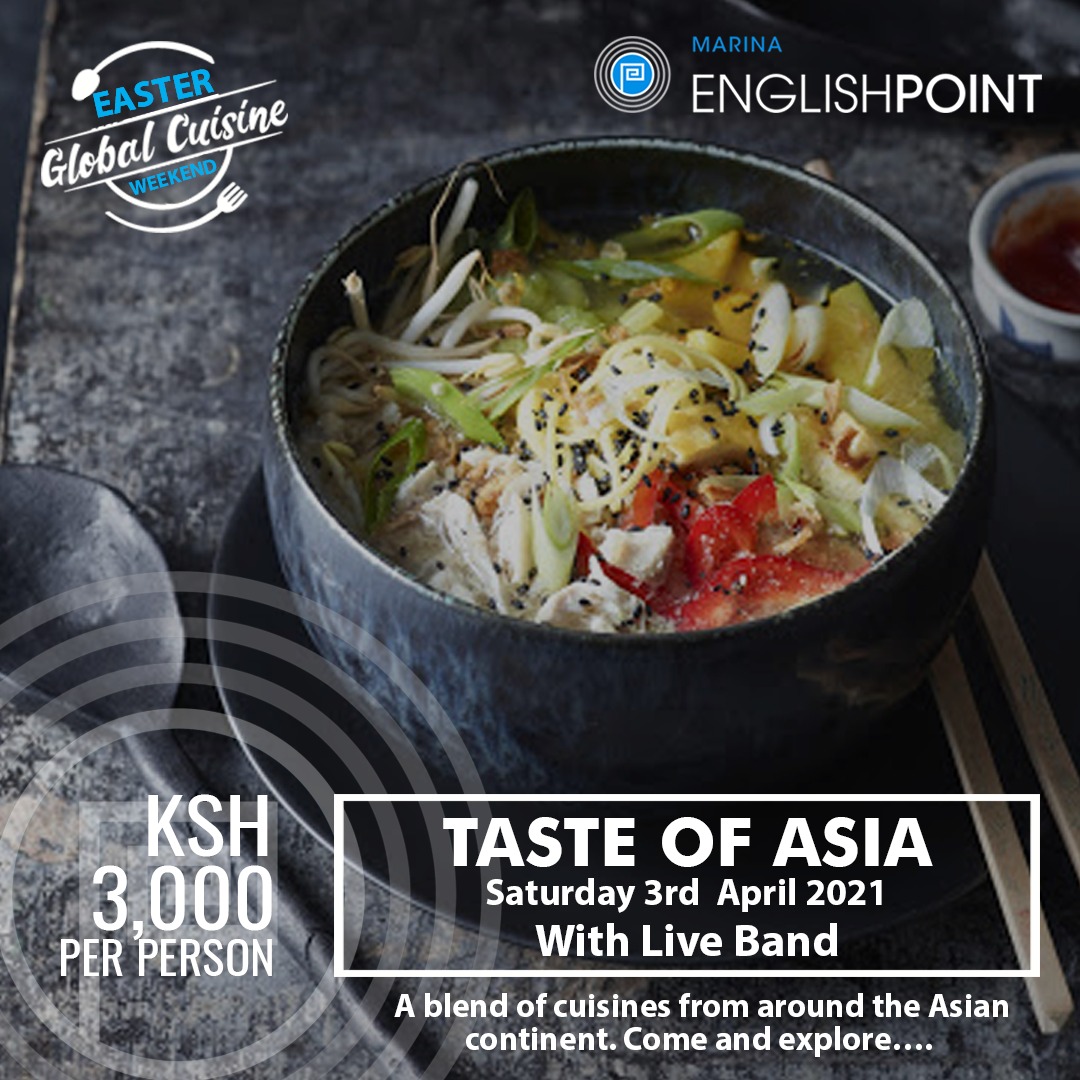 EASTER
Global Cuisine
WEEKEND
MARINA
ENGLISHPOINT
KSH
3,000
PER PERSON
TASTE OF ASIA
Saturday 3rd  April 2021
With Live Band
A blend of cuisines from around the Asian
continent. Come and explore....